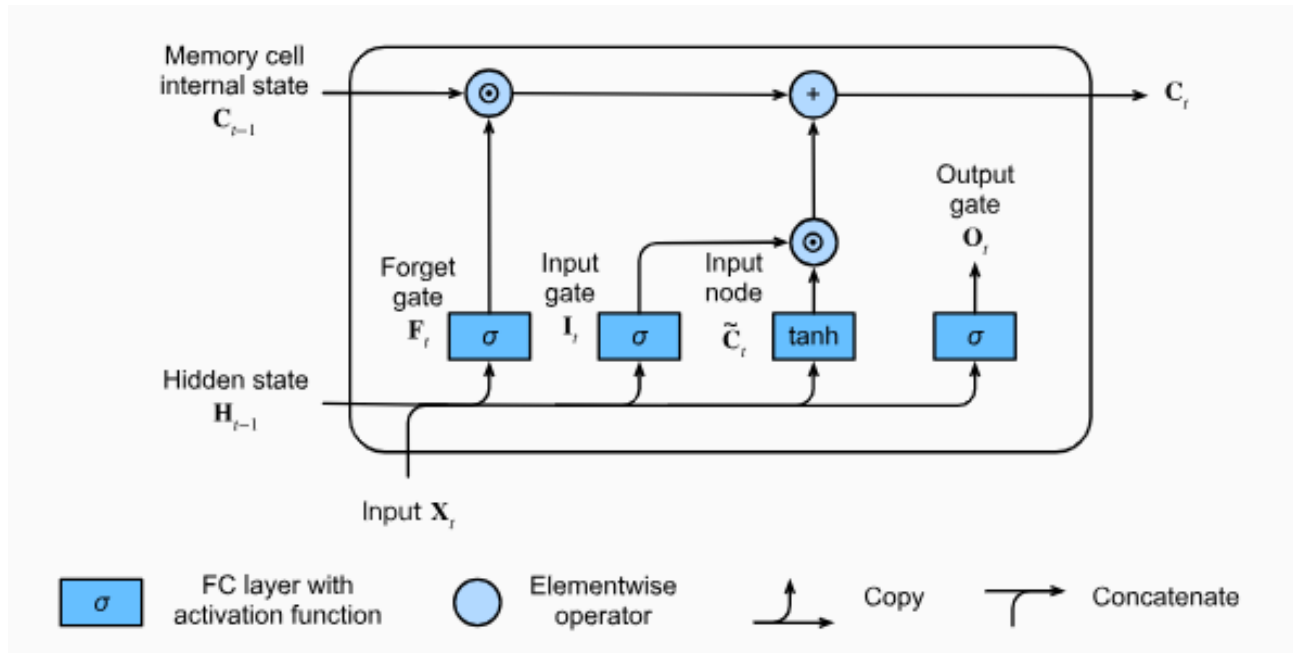 Memory cell
internal state
C_{t−1}
C_t
Output
gate
O_t
Forget
gate
F_t
Input
gate
I_t
Input
node
C̃_t
σ
σ
tanh
σ
Hidden state
H_{t−1}
Input X_t
σ
FC layer with
activation function
Elementwise
operator
Copy
Concatenate